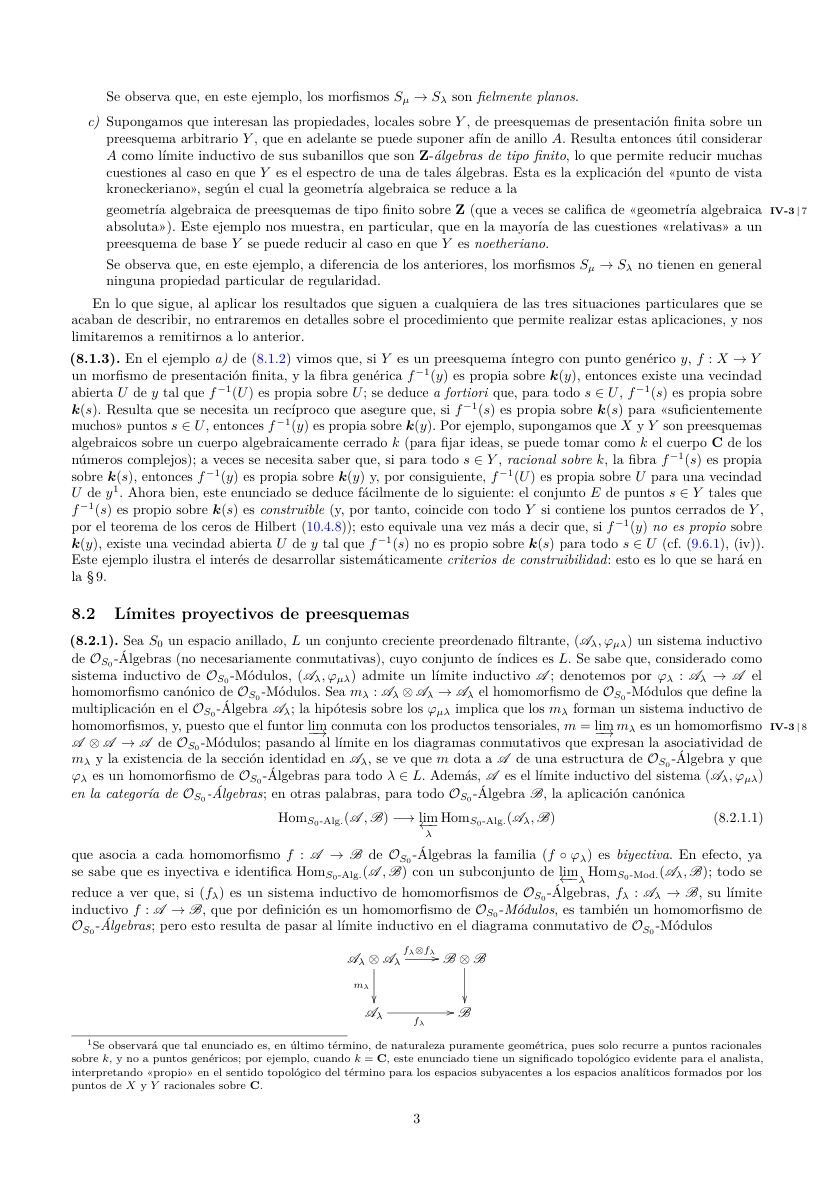 Se observa que, en este ejemplo, los morfismos S_μ → S_λ son fielmente planos.
c) Supongamos que interesan las propiedades, locales sobre Y, de preesquemas de presentación finita sobre un
preesquema arbitrario Y, que en adelante se puede suponer afín de anillo A. Resulta entonces útil considerar
A como límite inductivo de sus subanillos que son Z-álgebras de tipo finito, lo que permite reducir muchas
cuestiones al caso en que Y es el espectro de una de tales álgebras. Esta es la explicación del «punto de vista
kroneckeriano», según el cual la geometría algebraica se reduce a la
geometría algebraica de preesquemas de tipo finito sobre Z (que a veces se califica de «geometría algebraica IV-3 | 7
absoluta»). Este ejemplo nos muestra, en particular, que en la mayoría de las cuestiones «relativas» a un
preesquema de base Y se puede reducir al caso en que Y es noetheriano.
Se observa que, en este ejemplo, a diferencia de los anteriores, los morfismos S_μ → S_λ no tienen en general
ninguna propiedad particular de regularidad.
En lo que sigue, al aplicar los resultados que siguen a cualquiera de las tres situaciones particulares que se
acaban de describir, no entraremos en detalles sobre el procedimiento que permite realizar estas aplicaciones, y nos
limitaremos a remitirnos a lo anterior.
(8.1.3). En el ejemplo a) de (8.1.2) vimos que, si Y es un preesquema íntegro con punto genérico y, f : X → Y
un morfismo de presentación finita, y la fibra genérica f⁻¹(y) es propia sobre k(y), entonces existe una vecindad
abierta U de y tal que f⁻¹(U) es propia sobre U; se deduce a fortiori que, para todo s ∈ U, f⁻¹(s) es propia sobre
k(s). Resulta que se necesita un recíproco que asegure que, si f⁻¹(s) es propia sobre k(s) para «suficientemente
muchos» puntos s ∈ U, entonces f⁻¹(y) es propia sobre k(y). Por ejemplo, supongamos que X y Y son preesquemas
algebraicos sobre un cuerpo algebraicamente cerrado k (para fijar ideas, se puede tomar como k el cuerpo C de los
números complejos); a veces se necesita saber que, si para todo s ∈ Y, racional sobre k, la fibra f⁻¹(s) es propia
sobre k(s), entonces f⁻¹(y) es propia sobre k(y) y, por consiguiente, f⁻¹(U) es propia sobre U para una vecindad
U de y¹. Ahora bien, este enunciado se deduce fácilmente de lo siguiente: el conjunto E de puntos s ∈ Y tales que
f⁻¹(s) es propio sobre k(s) es construible (y, por tanto, coincide con todo Y si contiene los puntos cerrados de Y,
por el teorema de los ceros de Hilbert (10.4.8)); esto equivale una vez más a decir que, si f⁻¹(y) no es propio sobre
k(y), existe una vecindad abierta U de y tal que f⁻¹(s) no es propio sobre k(s) para todo s ∈ U (cf. (9.6.1), (iv)).
Este ejemplo ilustra el interés de desarrollar sistemáticamente criterios de construibilidad: esto es lo que se hará en
la § 9.
8.2 Límites proyectivos de preesquemas
(8.2.1). Sea S₀ un espacio anillado, L un conjunto creciente preordenado filtrante, (𝒜_λ, φ_μλ) un sistema inductivo
de 𝒪_S₀-Álgebras (no necesariamente conmutativas), cuyo conjunto de índices es L. Se sabe que, considerado como
sistema inductivo de 𝒪_S₀-Módulos, (𝒜_λ, φ_μλ) admite un límite inductivo 𝒜; denotemos por φ_λ : 𝒜_λ → 𝒜 el
homomorfismo canónico de 𝒪_S₀-Módulos. Sea m_λ : 𝒜_λ ⊗ 𝒜_λ → 𝒜_λ el homomorfismo de 𝒪_S₀-Módulos que define la
multiplicación en el 𝒪_S₀-Álgebra 𝒜_λ; la hipótesis sobre los φ_μλ implica que los m_λ forman un sistema inductivo de
homomorfismos, y, puesto que el funtor lim→ conmuta con los productos tensoriales, m = lim→ m_λ es un homomorfismo IV-3 | 8
𝒜 ⊗ 𝒜 → 𝒜 de 𝒪_S₀-Módulos; pasando al límite en los diagramas conmutativos que expresan la asociatividad de
m_λ y la existencia de la sección identidad en 𝒜_λ, se ve que m dota a 𝒜 de una estructura de 𝒪_S₀-Álgebra y que
φ_λ es un homomorfismo de 𝒪_S₀-Álgebras para todo λ ∈ L. Además, 𝒜 es el límite inductivo del sistema (𝒜_λ, φ_μλ)
en la categoría de 𝒪_S₀-Álgebras; en otras palabras, para todo 𝒪_S₀-Álgebra ℬ, la aplicación canónica
Hom_S₀-Alg.(𝒜, ℬ) ⟶ lim←_λ Hom_S₀-Alg.(𝒜_λ, ℬ) (8.2.1.1)
que asocia a cada homomorfismo f : 𝒜 → ℬ de 𝒪_S₀-Álgebras la familia (f ∘ φ_λ) es biyectiva. En efecto, ya
se sabe que es inyectiva e identifica Hom_S₀-Alg.(𝒜, ℬ) con un subconjunto de lim←_λ Hom_S₀-Mod.(𝒜_λ, ℬ); todo se
reduce a ver que, si (f_λ) es un sistema inductivo de homomorfismos de 𝒪_S₀-Álgebras, f_λ : 𝒜_λ → ℬ, su límite
inductivo f : 𝒜 → ℬ, que por definición es un homomorfismo de 𝒪_S₀-Módulos, es también un homomorfismo de
𝒪_S₀-Álgebras; pero esto resulta de pasar al límite inductivo en el diagrama conmutativo de 𝒪_S₀-Módulos
f_λ⊗f_λ
𝒜_λ ⊗ 𝒜_λ ⟶ ℬ ⊗ ℬ
m_λ
𝒜_λ ⟶ ℬ
f_λ
¹Se observará que tal enunciado es, en último término, de naturaleza puramente geométrica, pues solo recurre a puntos racionales
sobre k, y no a puntos genéricos; por ejemplo, cuando k = C, este enunciado tiene un significado topológico evidente para el analista,
interpretando «propio» en el sentido topológico del término para los espacios subyacentes a los espacios analíticos formados por los
puntos de X y Y racionales sobre C.
3